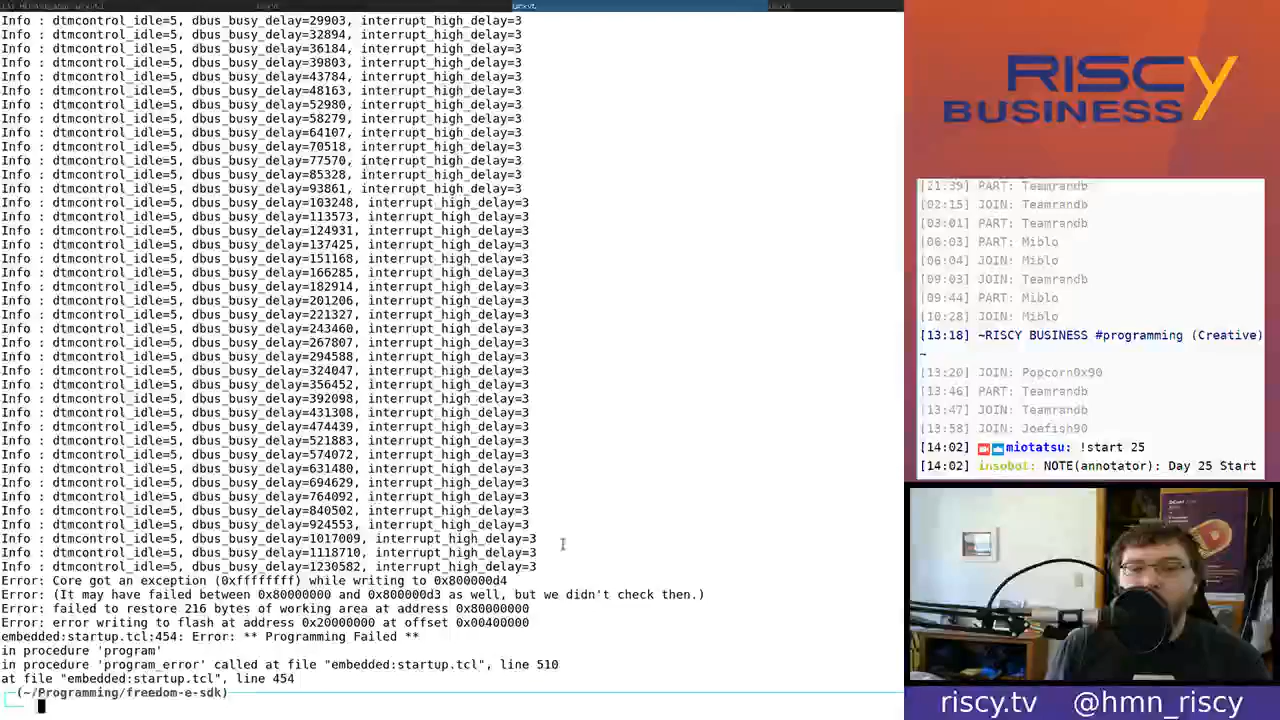 Info : dtmcontrol_idle=5, dbus_busy_delay=29903, interrupt_high_delay=3
Info : dtmcontrol_idle=5, dbus_busy_delay=32894, interrupt_high_delay=3
Info : dtmcontrol_idle=5, dbus_busy_delay=36184, interrupt_high_delay=3
Info : dtmcontrol_idle=5, dbus_busy_delay=39803, interrupt_high_delay=3
Info : dtmcontrol_idle=5, dbus_busy_delay=43784, interrupt_high_delay=3
Info : dtmcontrol_idle=5, dbus_busy_delay=48163, interrupt_high_delay=3
Info : dtmcontrol_idle=5, dbus_busy_delay=52980, interrupt_high_delay=3
Info : dtmcontrol_idle=5, dbus_busy_delay=58279, interrupt_high_delay=3
Info : dtmcontrol_idle=5, dbus_busy_delay=64107, interrupt_high_delay=3
Info : dtmcontrol_idle=5, dbus_busy_delay=70518, interrupt_high_delay=3
Info : dtmcontrol_idle=5, dbus_busy_delay=77570, interrupt_high_delay=3
Info : dtmcontrol_idle=5, dbus_busy_delay=85328, interrupt_high_delay=3
Info : dtmcontrol_idle=5, dbus_busy_delay=93861, interrupt_high_delay=3
Info : dtmcontrol_idle=5, dbus_busy_delay=103248, interrupt_high_delay=3
Info : dtmcontrol_idle=5, dbus_busy_delay=113573, interrupt_high_delay=3
Info : dtmcontrol_idle=5, dbus_busy_delay=124931, interrupt_high_delay=3
Info : dtmcontrol_idle=5, dbus_busy_delay=137425, interrupt_high_delay=3
Info : dtmcontrol_idle=5, dbus_busy_delay=151168, interrupt_high_delay=3
Info : dtmcontrol_idle=5, dbus_busy_delay=166285, interrupt_high_delay=3
Info : dtmcontrol_idle=5, dbus_busy_delay=182914, interrupt_high_delay=3
Info : dtmcontrol_idle=5, dbus_busy_delay=201206, interrupt_high_delay=3
Info : dtmcontrol_idle=5, dbus_busy_delay=221327, interrupt_high_delay=3
Info : dtmcontrol_idle=5, dbus_busy_delay=243460, interrupt_high_delay=3
Info : dtmcontrol_idle=5, dbus_busy_delay=267807, interrupt_high_delay=3
Info : dtmcontrol_idle=5, dbus_busy_delay=294588, interrupt_high_delay=3
Info : dtmcontrol_idle=5, dbus_busy_delay=324047, interrupt_high_delay=3
Info : dtmcontrol_idle=5, dbus_busy_delay=356452, interrupt_high_delay=3
Info : dtmcontrol_idle=5, dbus_busy_delay=392098, interrupt_high_delay=3
Info : dtmcontrol_idle=5, dbus_busy_delay=431308, interrupt_high_delay=3
Info : dtmcontrol_idle=5, dbus_busy_delay=474439, interrupt_high_delay=3
Info : dtmcontrol_idle=5, dbus_busy_delay=521883, interrupt_high_delay=3
Info : dtmcontrol_idle=5, dbus_busy_delay=574072, interrupt_high_delay=3
Info : dtmcontrol_idle=5, dbus_busy_delay=631480, interrupt_high_delay=3
Info : dtmcontrol_idle=5, dbus_busy_delay=694629, interrupt_high_delay=3
Info : dtmcontrol_idle=5, dbus_busy_delay=764092, interrupt_high_delay=3
Info : dtmcontrol_idle=5, dbus_busy_delay=840502, interrupt_high_delay=3
Info : dtmcontrol_idle=5, dbus_busy_delay=924553, interrupt_high_delay=3
Info : dtmcontrol_idle=5, dbus_busy_delay=1017009, interrupt_high_delay=3
Info : dtmcontrol_idle=5, dbus_busy_delay=1118710, interrupt_high_delay=3
Info : dtmcontrol_idle=5, dbus_busy_delay=1230582, interrupt_high_delay=3
Error: Core got an exception (0xffffffff) while writing to 0x800000d4
Error: (It may have failed between 0x80000000 and 0x800000d3 as well, but we didn't check then.)
Error: failed to restore 216 bytes of working area at address 0x80000000
Error: error writing to flash at address 0x20000000 at offset 0x00400000
embedded:startup.tcl:454: Error: ** Programming Failed **
in procedure 'program'
in procedure 'program_error' called at file "embedded:startup.tcl", line 510
at file "embedded:startup.tcl", line 454
(~/Programming/freedom-e-sdk)
RISCY
BUSINESS
[21:39] PART: Teamrandb
[02:15] JOIN: Teamrandb
[03:01] PART: Teamrandb
[06:03] PART: Miblo
[06:04] JOIN: Miblo
[09:03] JOIN: Teamrandb
[09:44] PART: Miblo
[10:28] JOIN: Miblo
[13:18] ~RISCY BUSINESS #programming (Creative)
~
[13:20] JOIN: Popcorn0x90
[13:46] PART: Teamrandb
[13:47] JOIN: Teamrandb
[13:58] JOIN: Joefish90
[14:02] miotatsu: !start 25
[14:02] insobot: NOTE(annotator): Day 25 Start
riscy.tv @hmn_riscy